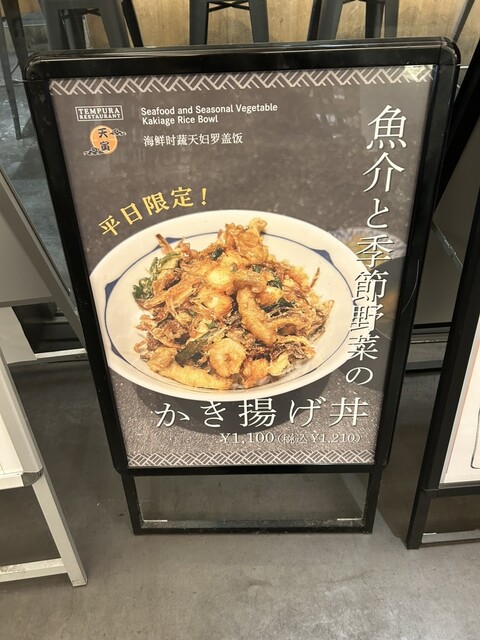 TEMPURA
RESTAURANT
天寅
Seafood and Seasonal Vegetable
Kakiage Rice Bowl
海鲜时蔬天妇罗盖饭
平日限定！
魚介と季節野菜の
かき揚げ丼
¥1,100(税込¥1,210)